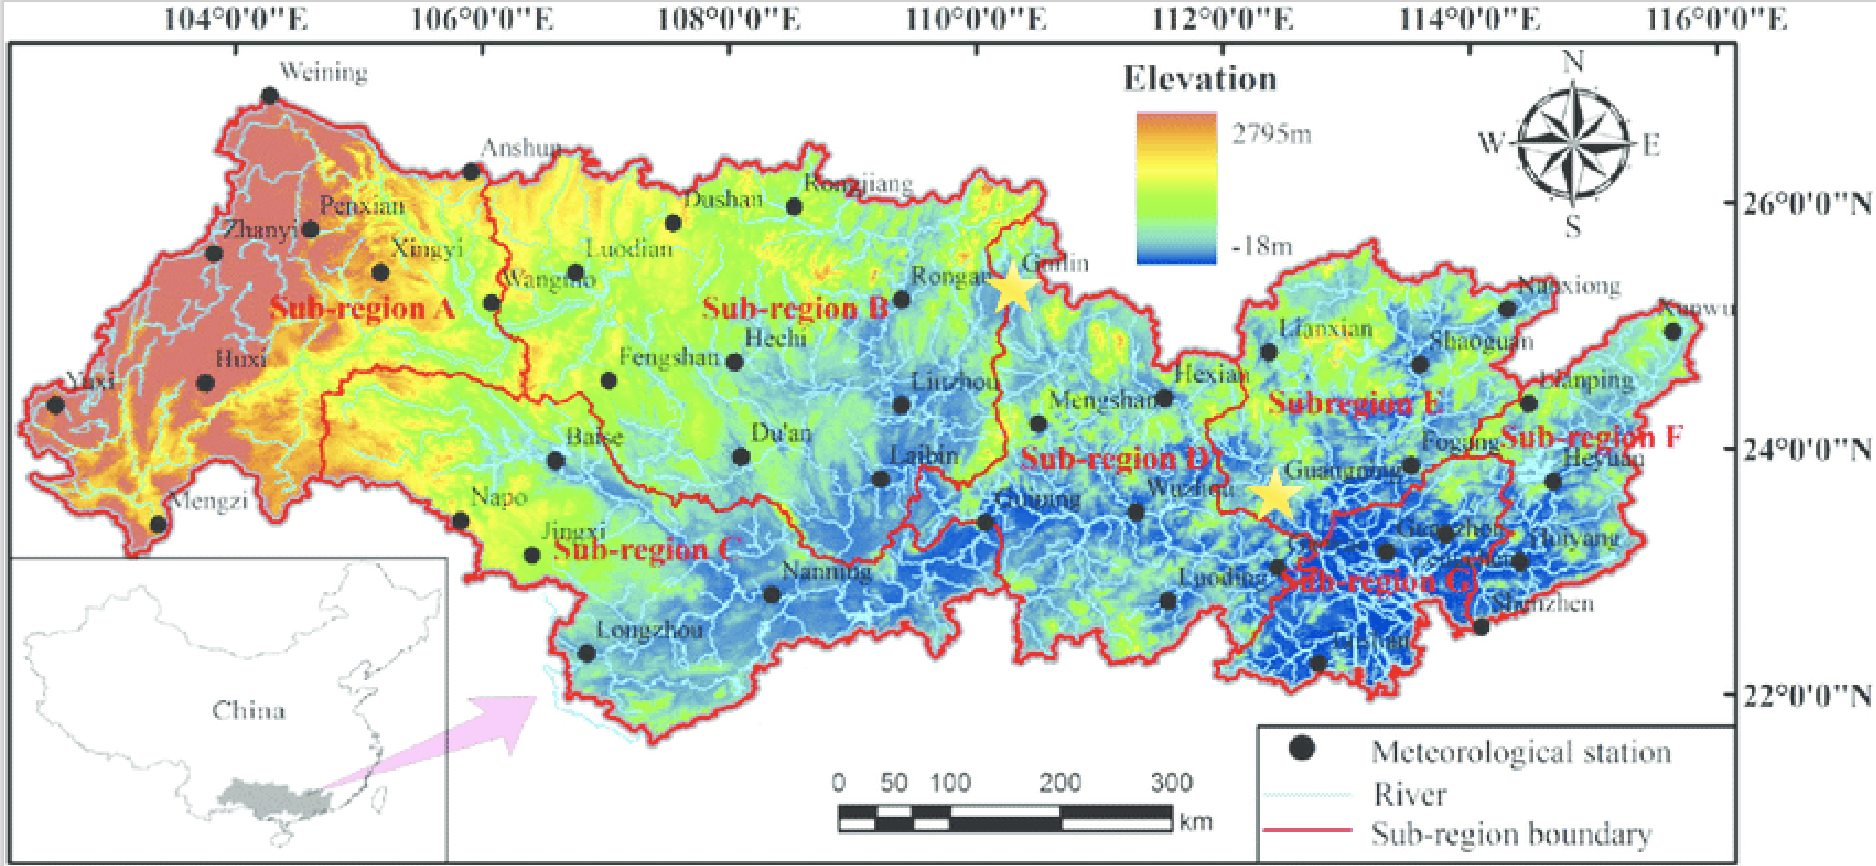 104°0'0"E 106°0'0"E 108°0'0"E 110°0'0"E 112°0'0"E 114°0'0"E 116°0'0"E
Weining
Elevation
2795m
-18m
N
W E
S
26°0'0"N
24°0'0"N
22°0'0"N
Anshun
Rongjiang
Dushan
Penxian
Zhanyi
Xingyi
Luodian
Wangmo
Rongan
Guilin
Nanxiong
Xunwu
Sub-region A
Sub-region B
Hechi
Lianxian
Shaoguan
Huxi
Fengshan
Yuxi
Liuzhou
Mengshan
Hexian
Lianping
Subregion E
Baise
Du'an
Laibin
Sub-region D
Fogang
Sub-region F
Heyuan
Guangning
Mengzi
Napo
Guiping
Wuzhou
Jingxi
Sub-region C
Huiyang
Nanning
Luoding
Sub-region G
Shenzhen
Longzhou
China
0 50 100 200 300
km
Meteorological station
River
Sub-region boundary